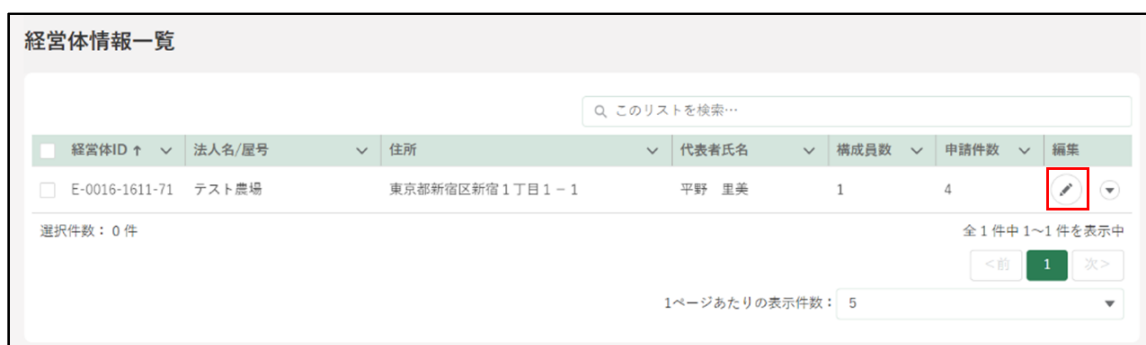 経営体情報一覧
このリストを検索…
経営体ID↑ 法人名/屋号 住所 代表者氏名 構成員数 申請件数 編集
E-0016-1611-71 テスト農場 東京都新宿区新宿１丁目１－１ 平野 里美 1 4
選択件数：０件
全１件中 1～1 件を表示中
<前 1 次>
1ページあたりの表示件数： 5